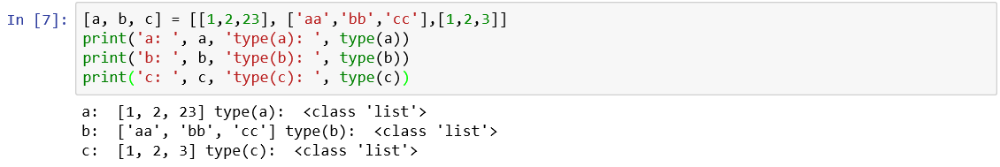 In [7]: [a, b, c] = [[1,2,23], ['aa','bb','cc'],[1,2,3]]
print('a: ', a, 'type(a): ', type(a))
print('b: ', b, 'type(b): ', type(b))
print('c: ', c, 'type(c): ', type(c))
a:  [1, 2, 23] type(a):  <class 'list'>
b:  ['aa', 'bb', 'cc'] type(b):  <class 'list'>
c:  [1, 2, 3] type(c):  <class 'list'>